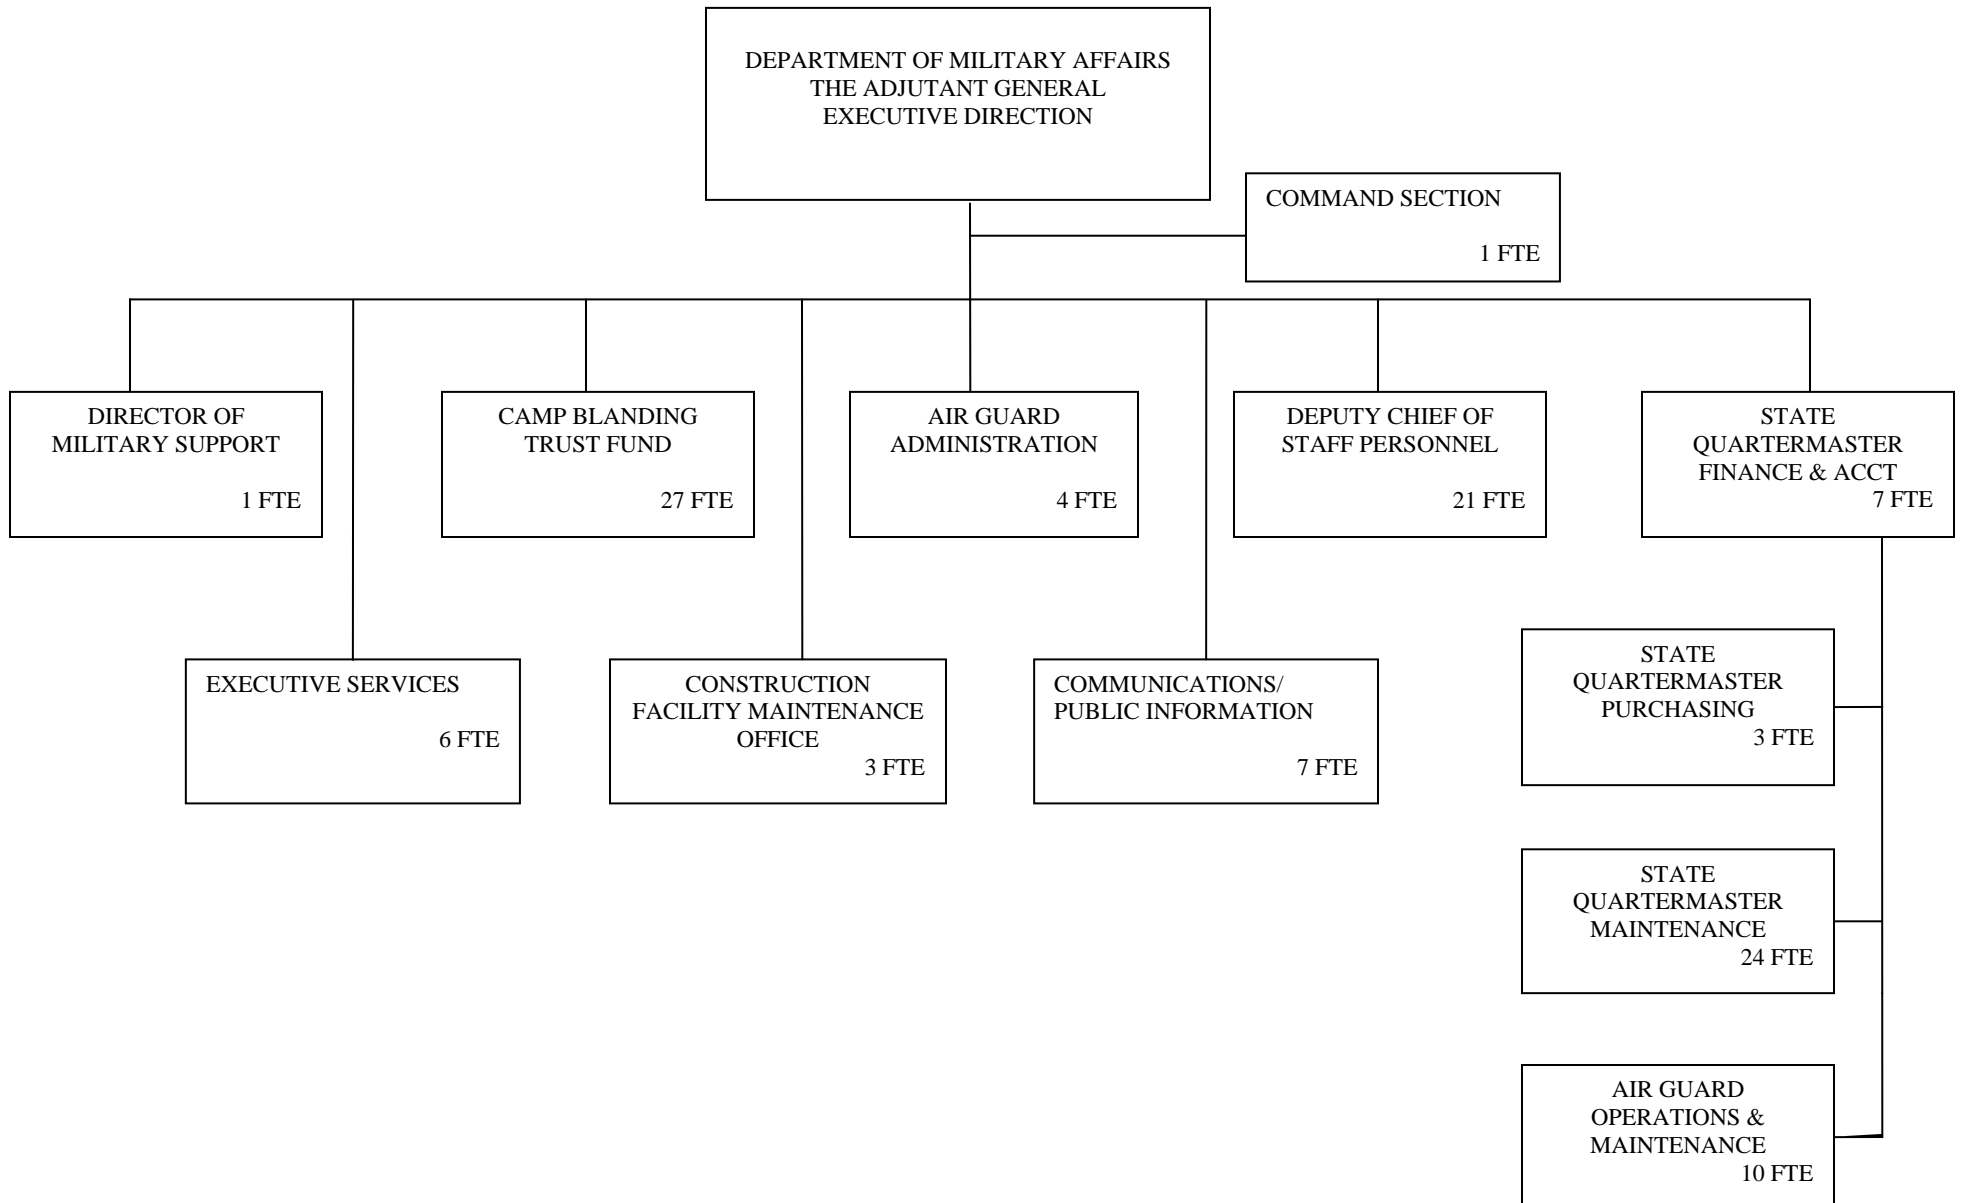 DEPARTMENT OF MILITARY AFFAIRS
THE ADJUTANT GENERAL
EXECUTIVE DIRECTION
COMMAND SECTION
1 FTE
DIRECTOR OF
MILITARY SUPPORT
1 FTE
CAMP BLANDING
TRUST FUND
27 FTE
AIR GUARD
ADMINISTRATION
4 FTE
DEPUTY CHIEF OF
STAFF PERSONNEL
21 FTE
STATE
QUARTERMASTER
FINANCE & ACCT
7 FTE
EXECUTIVE SERVICES
6 FTE
CONSTRUCTION
FACILITY MAINTENANCE
OFFICE
3 FTE
COMMUNICATIONS/
PUBLIC INFORMATION
7 FTE
STATE
QUARTERMASTER
PURCHASING
3 FTE
STATE
QUARTERMASTER
MAINTENANCE
24 FTE
AIR GUARD
OPERATIONS &
MAINTENANCE
10 FTE